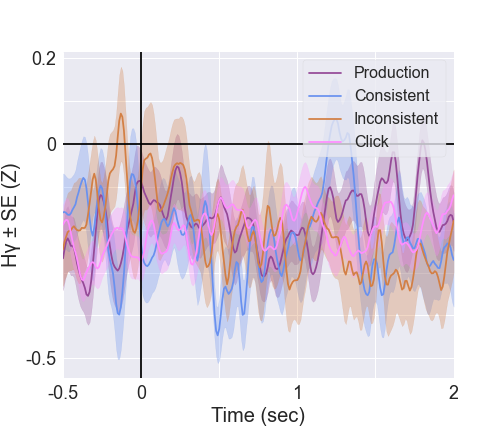 0.2
0
-0.5
Hγ ± SE (Z)
Production
Consistent
Inconsistent
Click
-0.5
0
1
2
Time (sec)